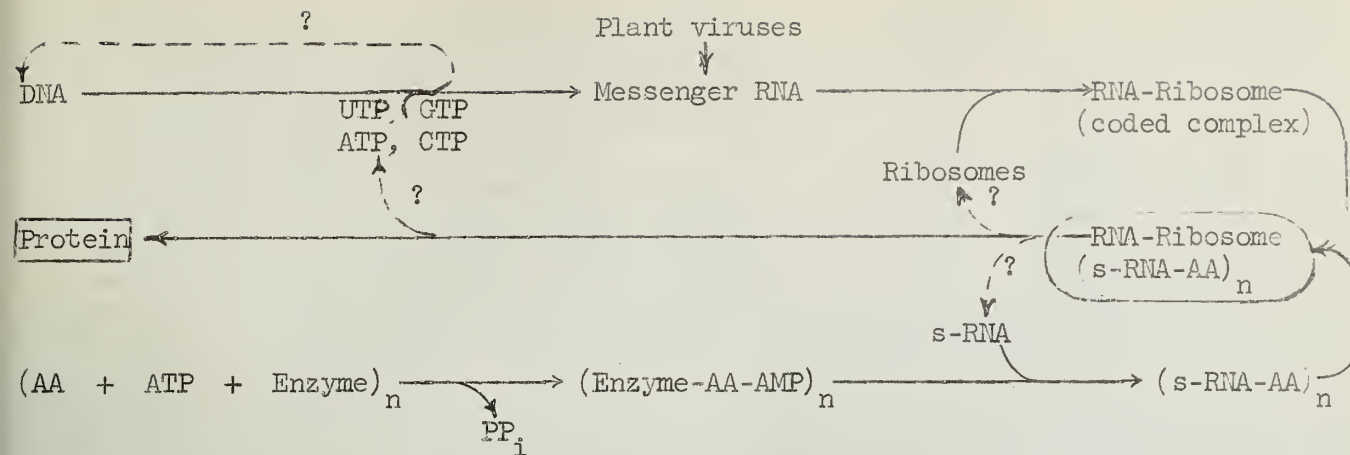 ?
Plant viruses
DNA
Messenger RNA
RNA-Ribosome
(coded complex)
UTP, GTP
ATP, CTP
Ribosomes
?
?
Protein
RNA-Ribosome
(s-RNA-AA)n
?
s-RNA
(AA + ATP + Enzyme)n
(Enzyme-AA-AMP)n
(s-RNA-AA)n
PPi